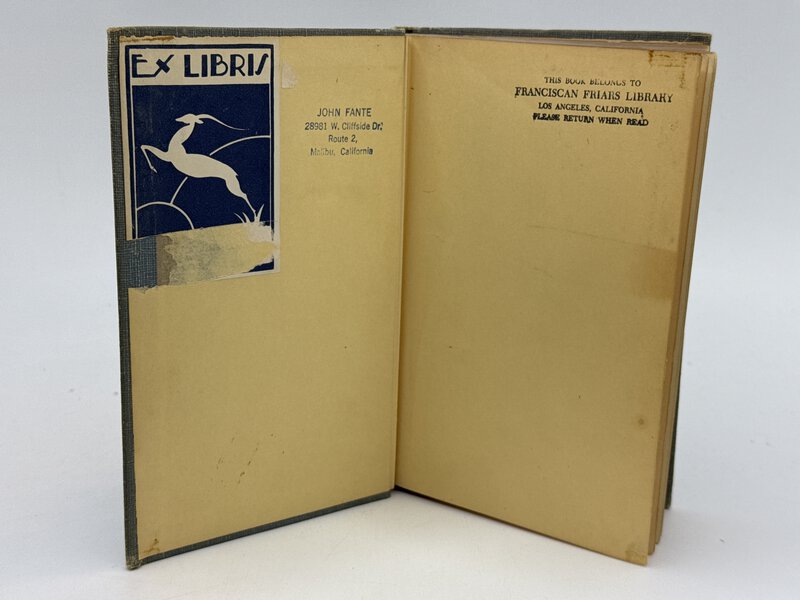 EX LIBRIS
JOHN FANTE
28981 W. Cliffside Dr,
Route 2,
Malibu, California
THIS BOOK BELONGS TO
FRANCISCAN FRIARS LIBRARY
LOS ANGELES, CALIFORNIA
PLEASE RETURN WHEN READ